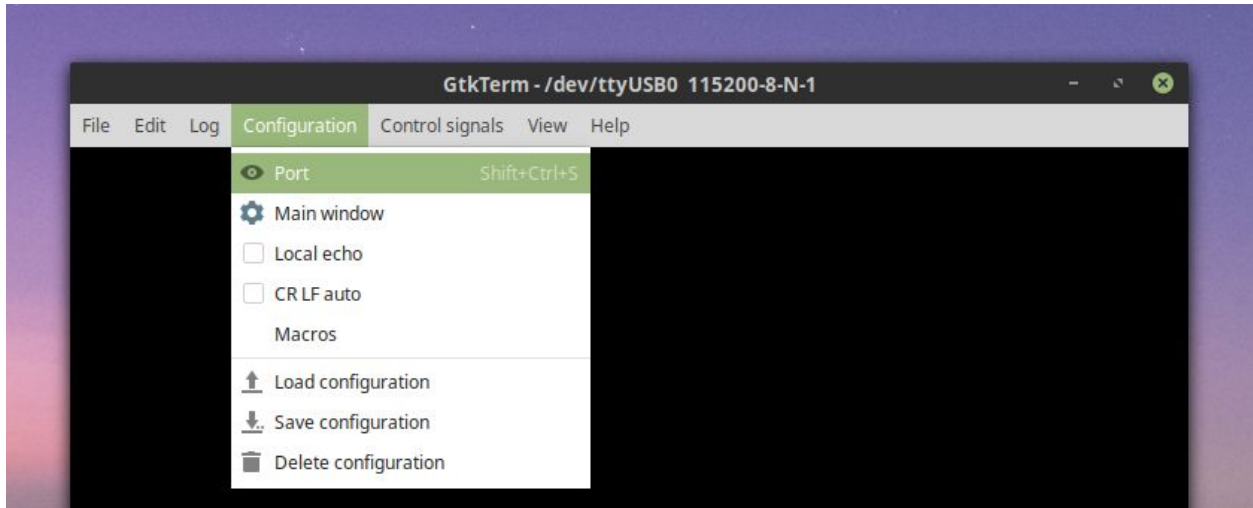 GtkTerm - /dev/ttyUSB0 115200-8-N-1
File Edit Log Configuration Control signals View Help
Port Shift+Ctrl+S
Main window
Local echo
CR LF auto
Macros
Load configuration
Save configuration
Delete configuration